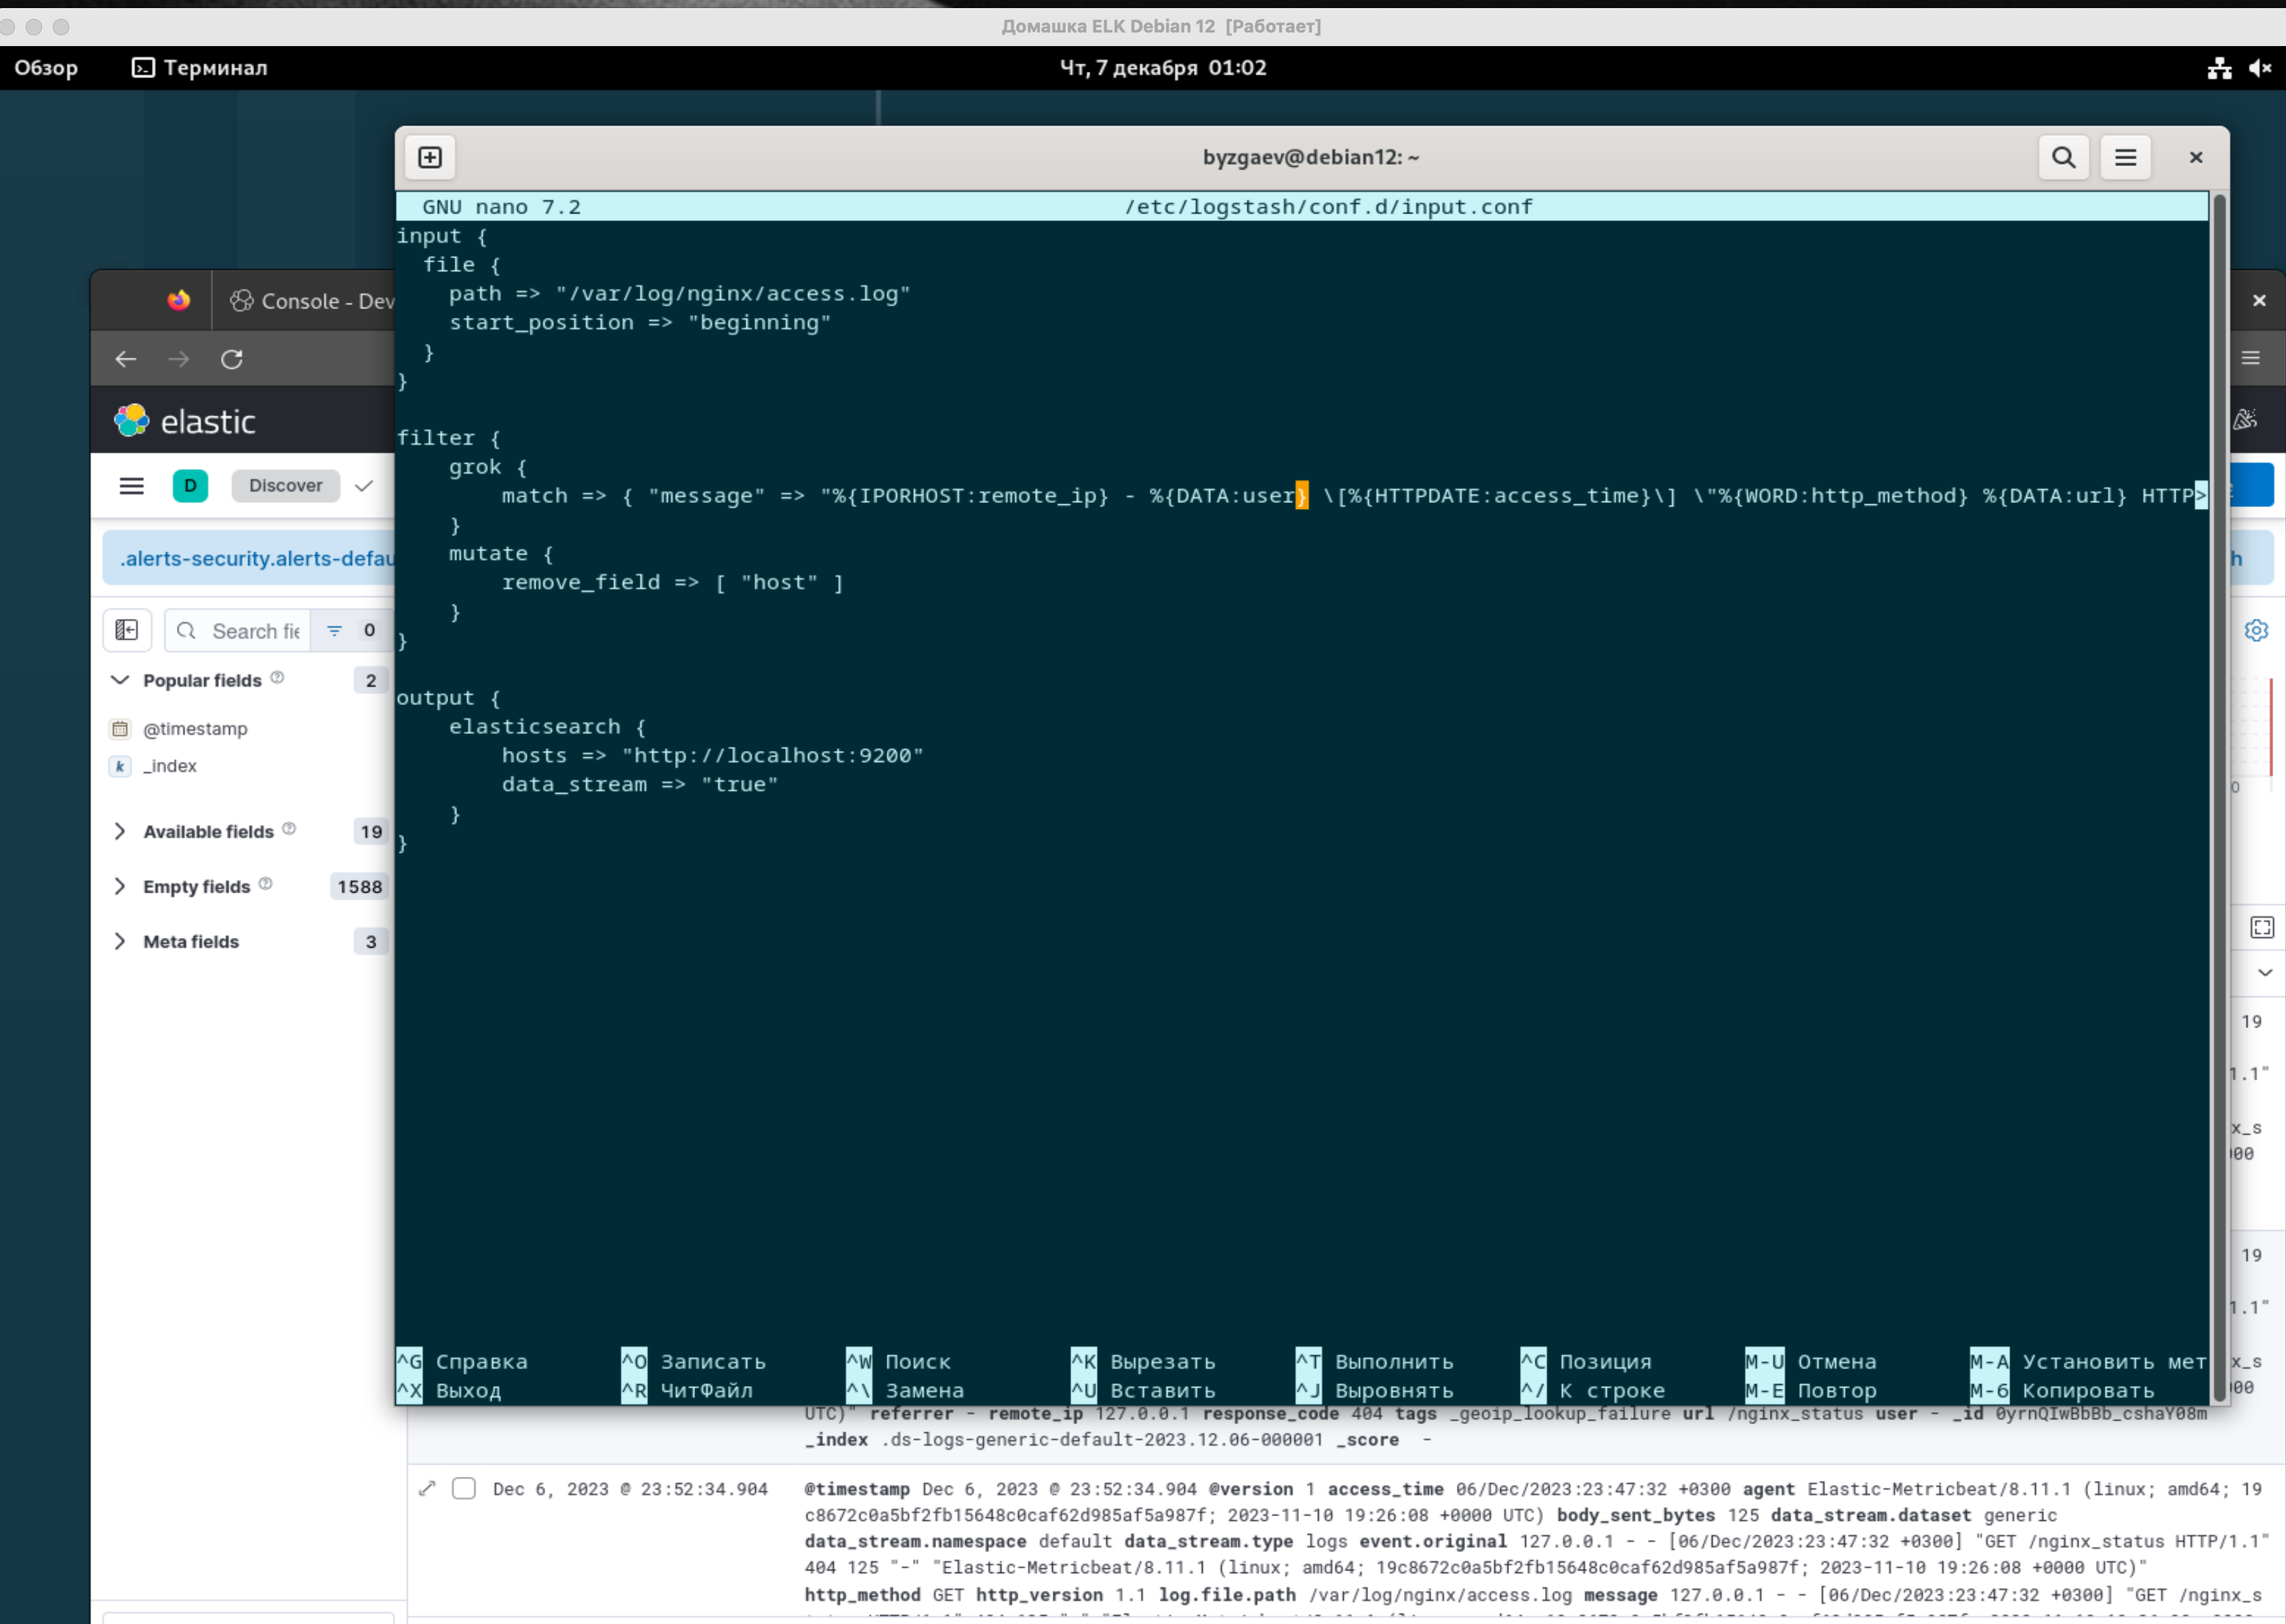 Домашка ELK Debian 12 [Работает]
Обзор Терминал Чт, 7 декабря 01:02
byzgaev@debian12: ~
GNU nano 7.2 /etc/logstash/conf.d/input.conf
input {
file {
path => "/var/log/nginx/access.log"
start_position => "beginning"
}
}
filter {
grok {
match => { "message" => "%{IPORHOST:remote_ip} - %{DATA:user} \[%{HTTPDATE:access_time}\] \"%{WORD:http_method} %{DATA:url} HTTP>
}
mutate {
remove_field => [ "host" ]
}
}
output {
elasticsearch {
hosts => "http://localhost:9200"
data_stream => "true"
}
}
^G Справка ^O Записать ^W Поиск ^K Вырезать ^T Выполнить ^C Позиция M-U Отмена M-A Установить мет
^X Выход ^R ЧитФайл ^\ Замена ^U Вставить ^J Выровнять ^/ К строке M-E Повтор M-6 Копировать
Console - Dev
elastic
D Discover
.alerts-security.alerts-defau
Search fie 0
Popular fields 2
@timestamp
k _index
Available fields 19
Empty fields 1588
Meta fields 3
19
1.1"
x_s
00
19
1.1"
x_s
00
UTC)" referrer - remote_ip 127.0.0.1 response_code 404 tags _geoip_lookup_failure url /nginx_status user - _id 0yrnQIwBbBb_cshaY08m
_index .ds-logs-generic-default-2023.12.06-000001 _score -
Dec 6, 2023 @ 23:52:34.904 @timestamp Dec 6, 2023 @ 23:52:34.904 @version 1 access_time 06/Dec/2023:23:47:32 +0300 agent Elastic-Metricbeat/8.11.1 (linux; amd64; 19
c8672c0a5bf2fb15648c0caf62d985af5a987f; 2023-11-10 19:26:08 +0000 UTC) body_sent_bytes 125 data_stream.dataset generic
data_stream.namespace default data_stream.type logs event.original 127.0.0.1 - - [06/Dec/2023:23:47:32 +0300] "GET /nginx_status HTTP/1.1"
404 125 "-" "Elastic-Metricbeat/8.11.1 (linux; amd64; 19c8672c0a5bf2fb15648c0caf62d985af5a987f; 2023-11-10 19:26:08 +0000 UTC)"
http_method GET http_version 1.1 log.file.path /var/log/nginx/access.log message 127.0.0.1 - - [06/Dec/2023:23:47:32 +0300] "GET /nginx_s